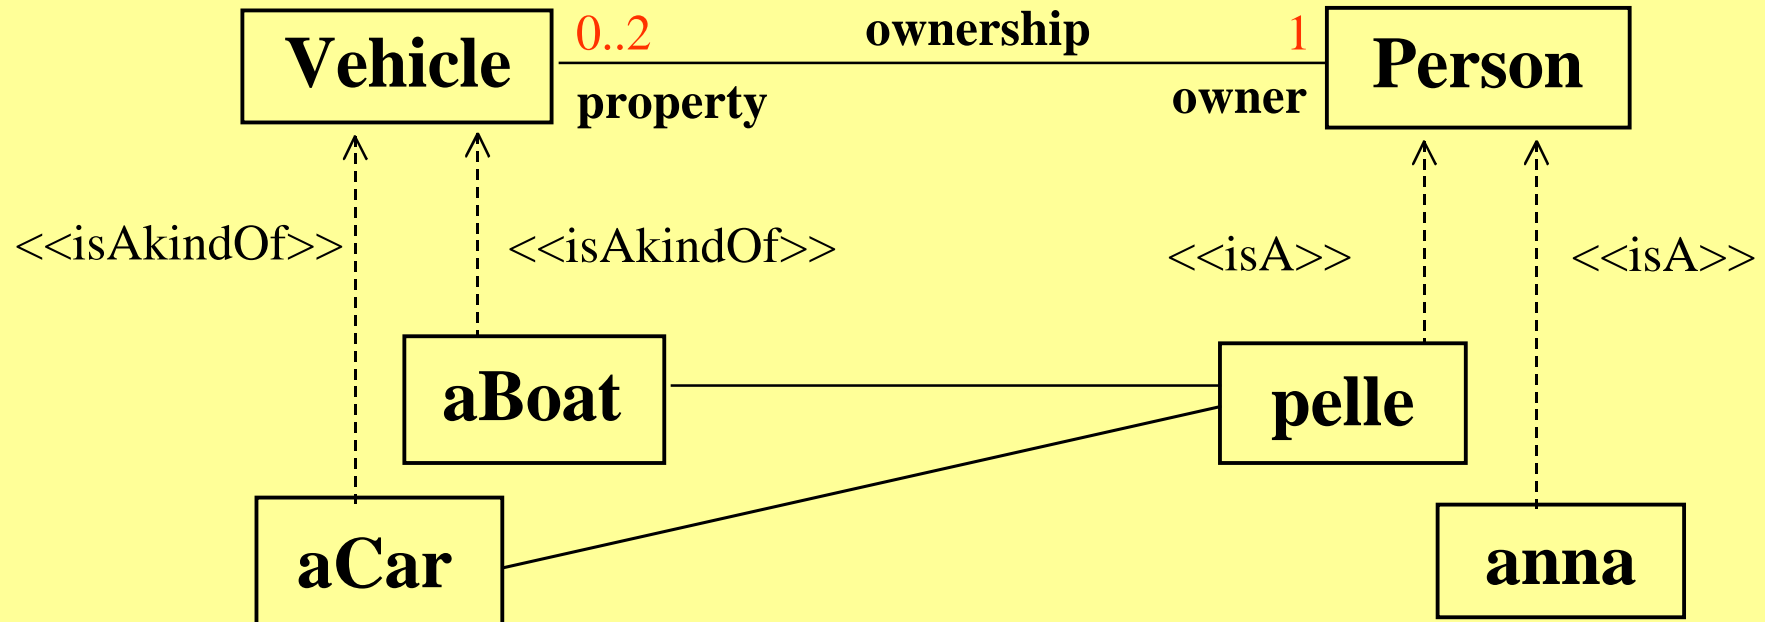 Vehicle
0..2
ownership
1
Person
property
owner
<<isAkindOf>>
<<isAkindOf>>
<<isA>>
<<isA>>
aBoat
pelle
aCar
anna